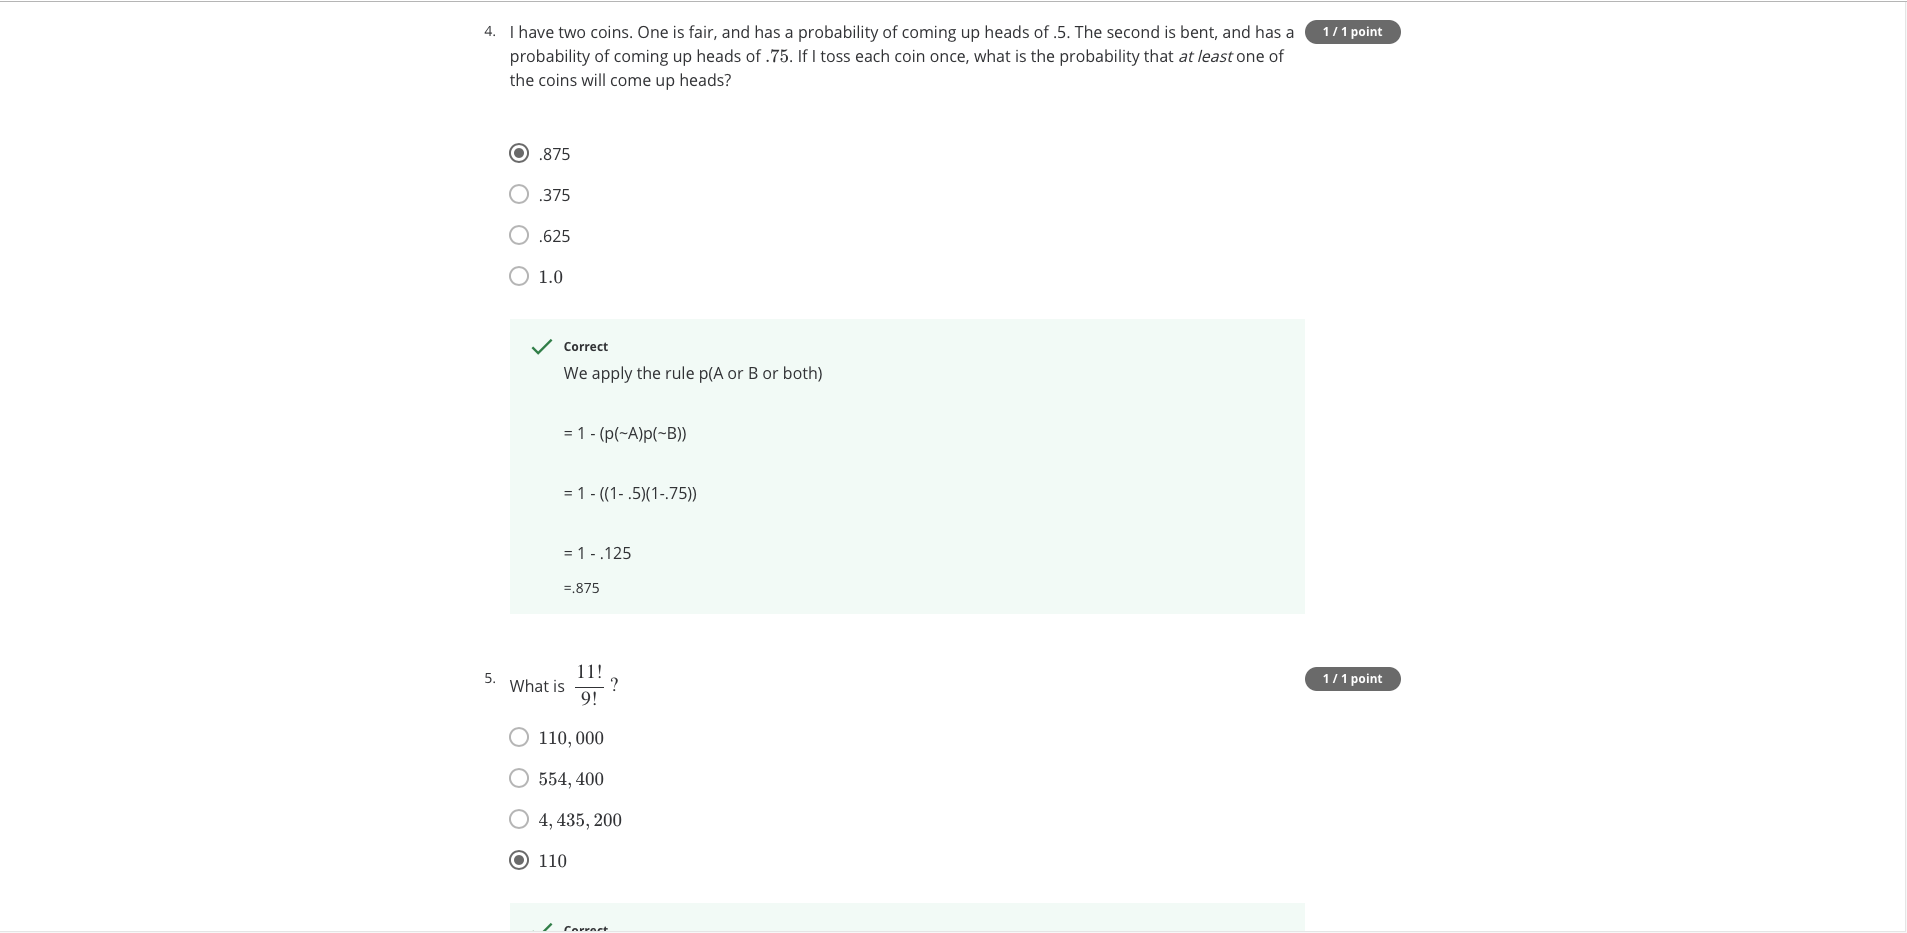 4. I have two coins. One is fair, and has a probability of coming up heads of .5. The second is bent, and has a 1 / 1 point
probability of coming up heads of .75. If I toss each coin once, what is the probability that at least one of
the coins will come up heads?
.875
.375
.625
1.0
Correct
We apply the rule p(A or B or both)
= 1 - (p(~A)p(~B))
= 1 - ((1- .5)(1-.75))
= 1 - .125
=.875
5. What is 11!/9! ? 1 / 1 point
110, 000
554, 400
4, 435, 200
110
Correct